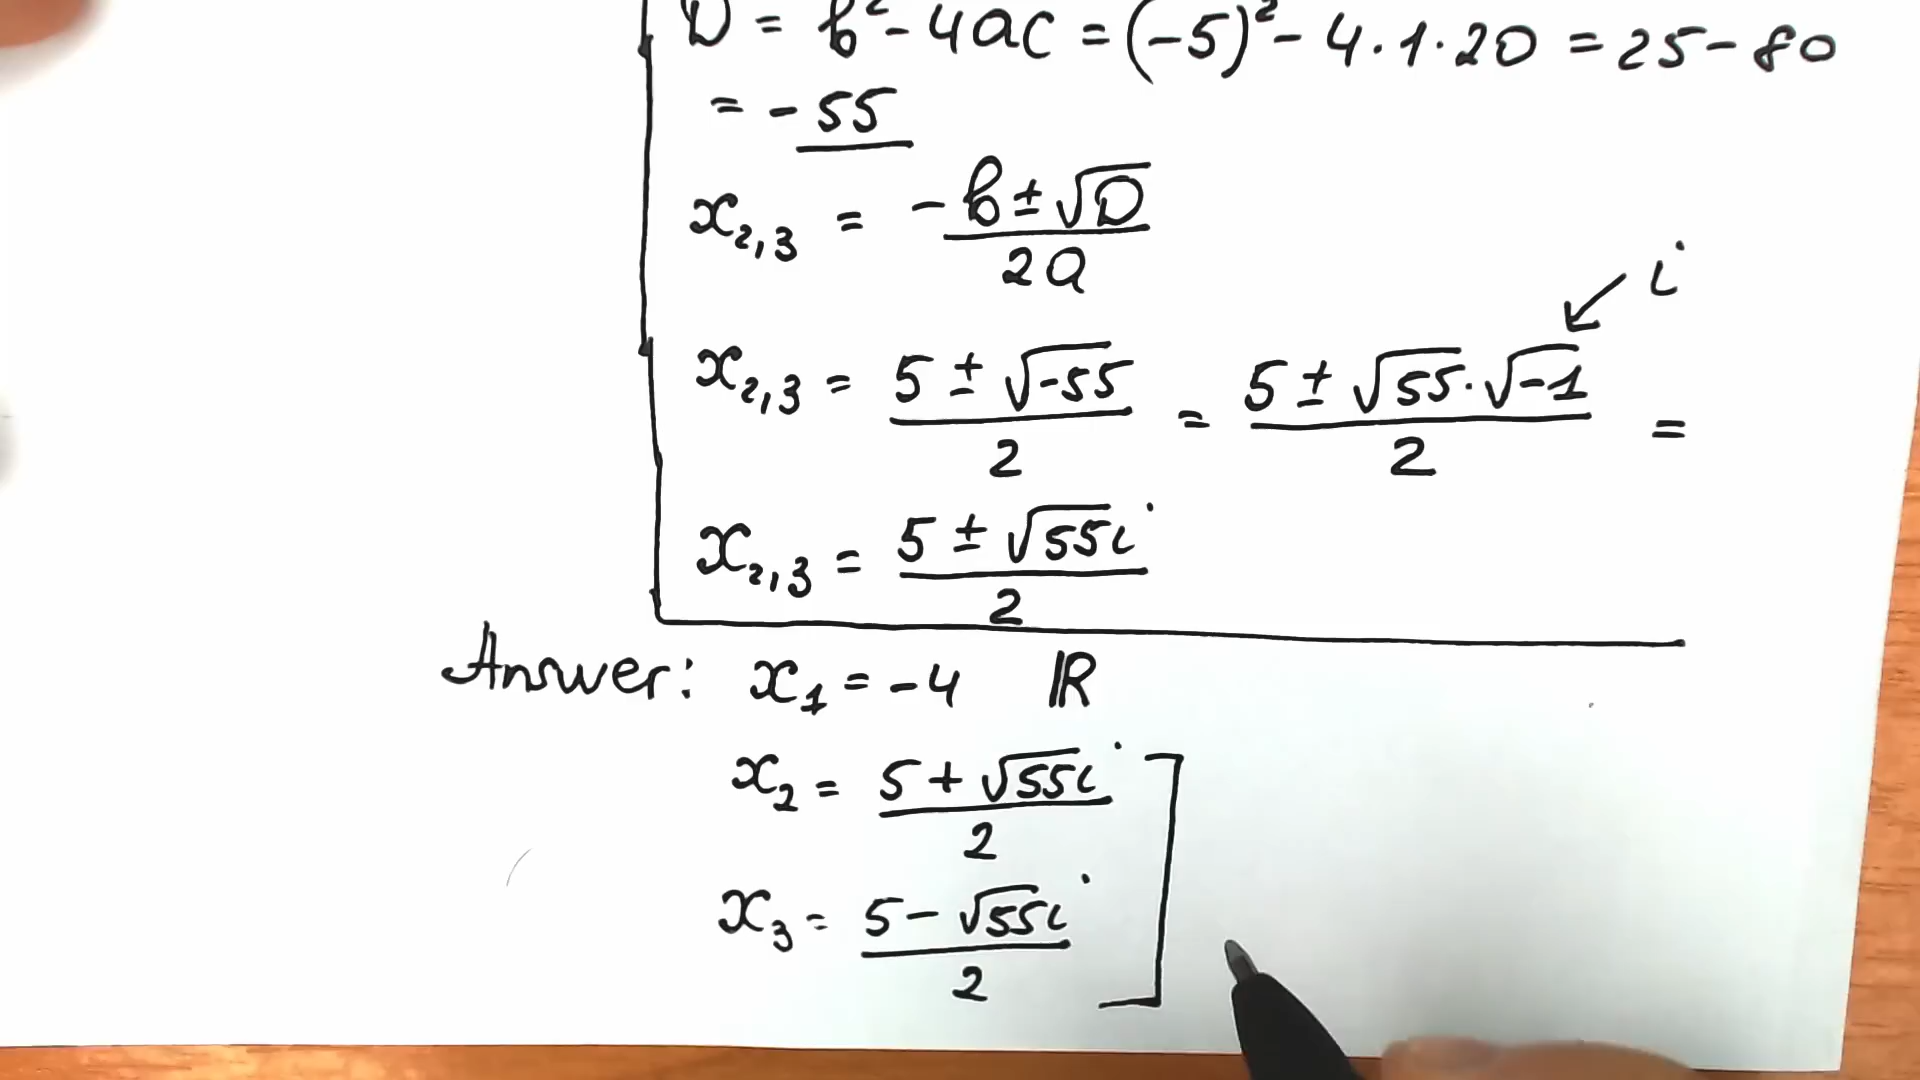 D = b² - 4ac = (-5)² - 4·1·20 = 25 - 80
= -55
x₂,₃ = (-b ± √D) / 2a
i
x₂,₃ = (5 ± √-55) / 2 = (5 ± √55·√-1) / 2 =
x₂,₃ = (5 ± √55i) / 2
Answer: x₁ = -4 ℝ
x₂ = (5 + √55i) / 2
x₃ = (5 - √55i) / 2